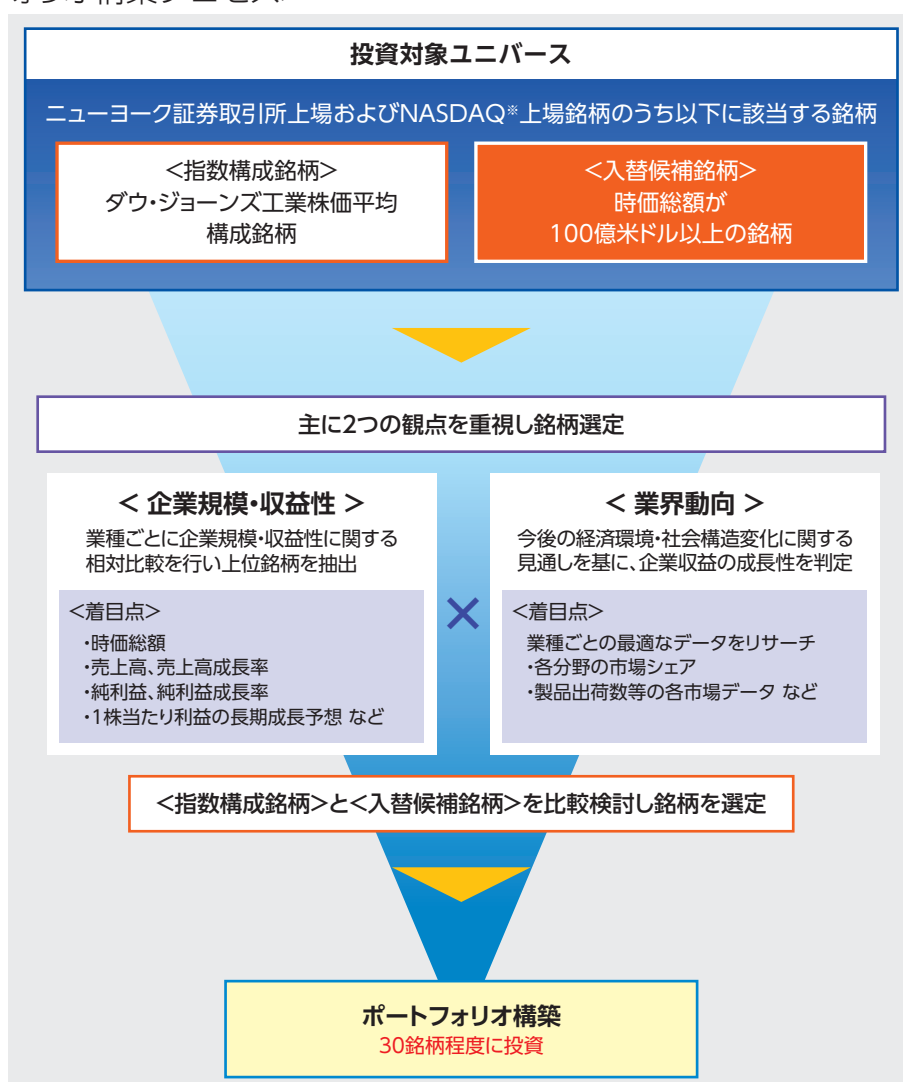 投資対象ユニバース
ニューヨーク証券取引所上場およびNASDAQ※上場銘柄のうち以下に該当する銘柄
<指数構成銘柄>
ダウ・ジョーンズ工業株価平均
構成銘柄
<入替候補銘柄>
時価総額が
100億米ドル以上の銘柄
主に2つの観点を重視し銘柄選定
< 企業規模・収益性 >
業種ごとに企業規模・収益性に関する
相対比較を行い上位銘柄を抽出
<着目点>
・時価総額
・売上高、売上高成長率
・純利益、純利益成長率
・1株当たり利益の長期成長予想 など
×
< 業界動向 >
今後の経済環境・社会構造変化に関する
見通しを基に、企業収益の成長性を判定
<着目点>
業種ごとの最適なデータをリサーチ
・各分野の市場シェア
・製品出荷数等の各市場データ など
<指数構成銘柄>と<入替候補銘柄>を比較検討し銘柄を選定
ポートフォリオ構築
30銘柄程度に投資